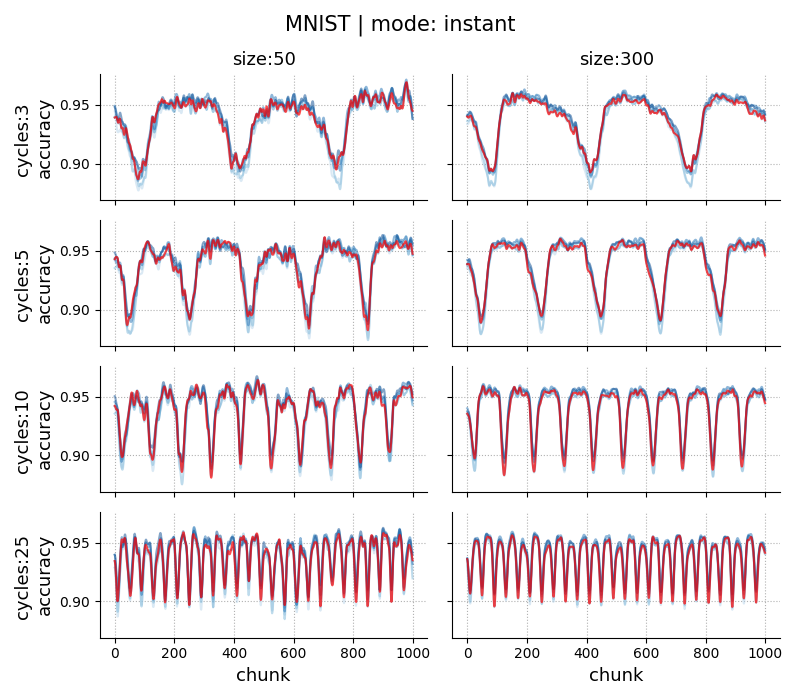 MNIST | mode: instant
size:50 size:300
cycles:3
accuracy
0.95
0.90
cycles:5
accuracy
0.95
0.90
cycles:10
accuracy
0.95
0.90
cycles:25
accuracy
0.95
0.90
0 200 400 600 800 1000 0 200 400 600 800 1000
chunk chunk